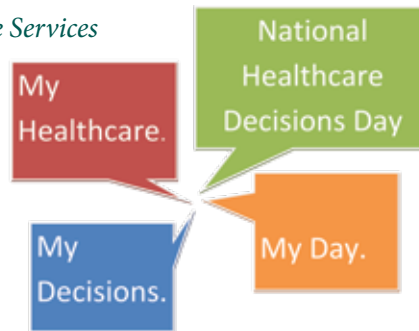 e Services
National
Healthcare
Decisions Day
My
Healthcare.
My Day.
My
Decisions.